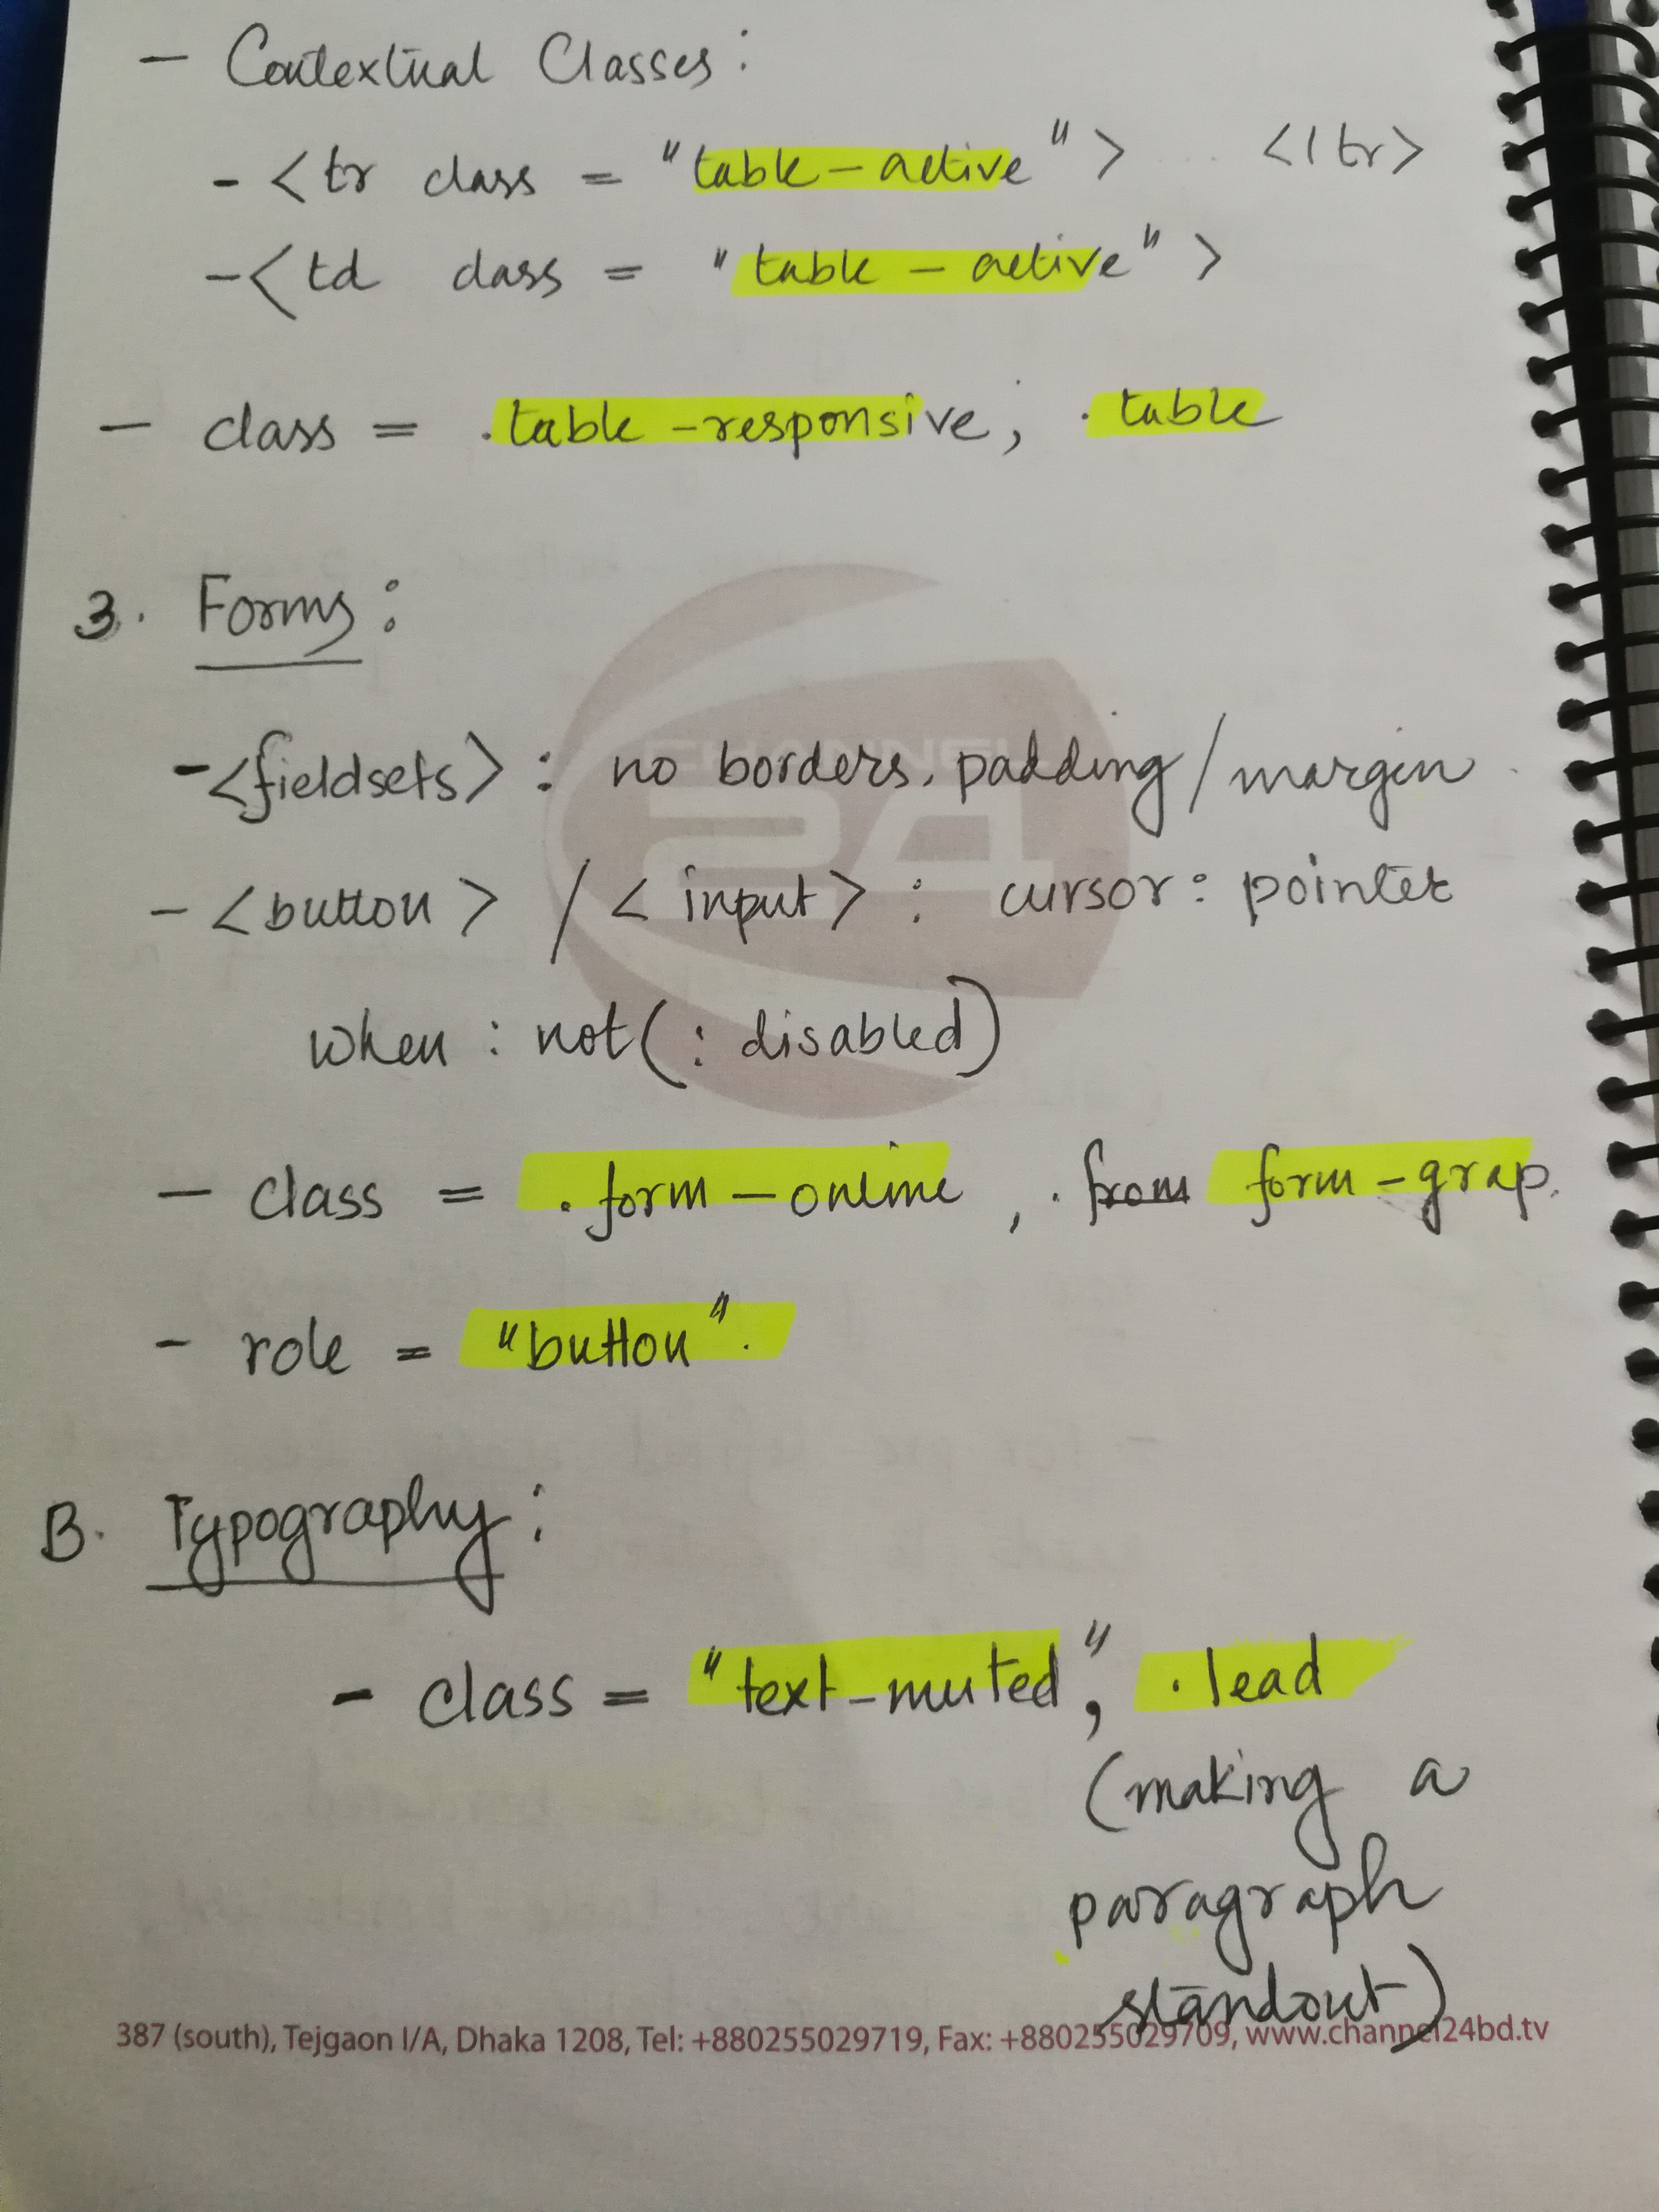 - Contextual Classes:
- <tr class = "table-active"> ... </tr>
- <td class = "table-active">
- class = .table-responsive, .table
3. Forms:
- <fieldsets> : no borders, padding/margin
- <button> / <input> : cursor: pointer
when : not(: disabled)
- class = .form-online, .from form-grap.
- role = "button".
B. Typography:
- class = "text-muted", .lead
(making a
paragraph
standout)
387 (south), Tejgaon I/A, Dhaka 1208, Tel: +880255029719, Fax: +880255029709, www.channel24bd.tv
CHANNEL
24